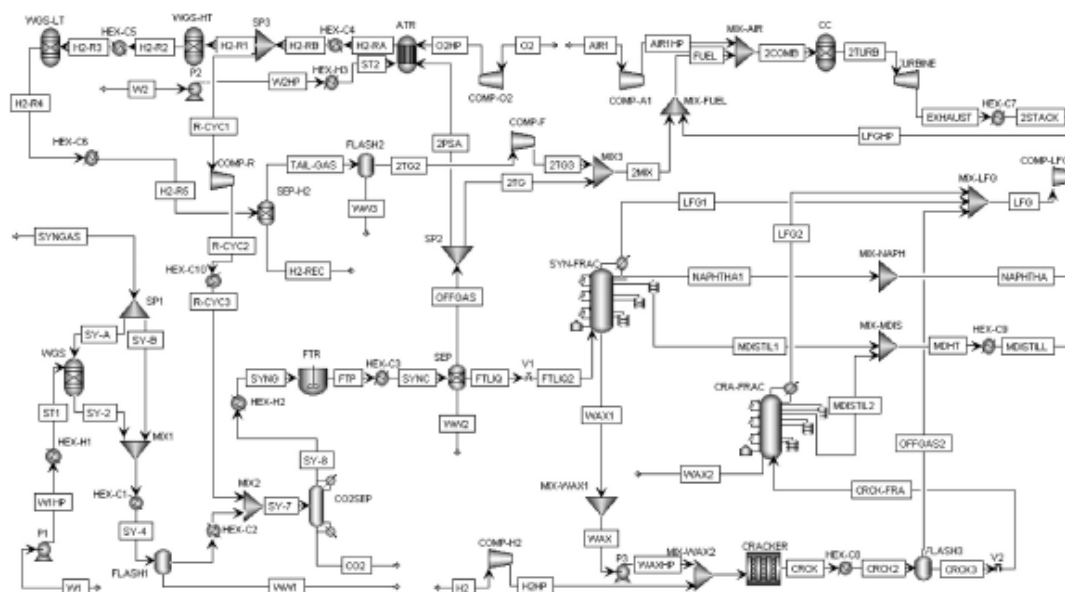 WGS-LT H2-R3 HEX-C5 H2-R2 WGS-HT H2-R1 SP3 H2-RB HEX-C4 H2-RA ATR O2HP O2 AIR1 AIR1HP MIX-AIR CC
FUEL 2COMB 2TURB TURBINE
W2 P2 W2HP HEX-H3 ST2 COMP-O2 COMP-A1 MIX-FUEL
H2-R4 EXHAUST HEX-C7 2STACK
R-CYC1 LFGHP
HEX-C6 COMP-R TAIL-GAS FLASH2 2TG2 2PSA COMP-F 2TG3 MIX3 2MIX COMP-LFG
H2-R5 SEP-H2 2TG MIX-LFG
WW3 LFG1 LFG
SYNGAS R-CYC2 SP2 LFG2
HEX-C10 H2-REC SYN-FRAC MIX-NAPH
R-CYC3 OFFGAS NAPHTHA1 NAPHTHA
SP1
SY-A SY-B MIX-MDIS HEX-C9
WGS FTR HEX-C3 SEP V1 MDISTIL1 MDHT MDISTILL
SYNG FTP SYNC FTLIQ FTLIQ2 CRA-FRAC
HEX-H2 MDISTIL2
ST1 SY-2 WW2 WAX1 OFFGAS2
HEX-H1 MIX1 SY-8 WAX2
MIX2 CO2SEP MIX-WAX1 CRCK-FRA
W1HP HEX-C1 SY-7
SY-4 HEX-C2 WAX
P1 COMP-H2 P3 WAXHP MIX-WAX2 CRACKER HEX-C8 FLASH3 V2
FLASH1 CO2 CRCK CRCK2 CRCK3
W1 WW1 H2 H2HP